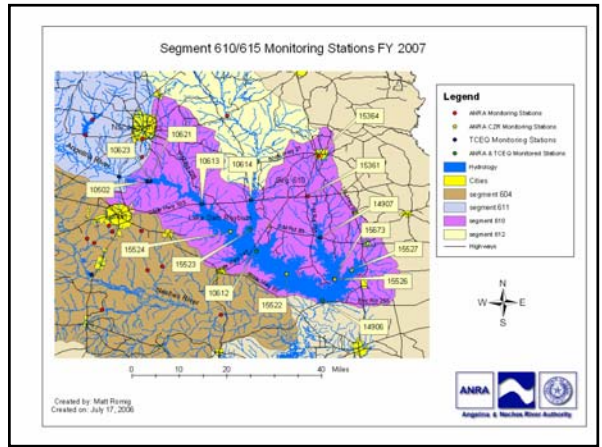 Segment 610/615 Monitoring Stations FY 2007
15364
10621
10623
10613
10614
15361
10502
14907
15673
15524
15527
15523
15526
10612
15522
14906
Legend
ANRA Monitoring Stations
ANRA CZR Monitoring Stations
TCEQ Monitoring Stations
ANRA & TCEQ Monitored Stations
Hydrology
Cities
segment 604
segment 611
segment 610
segment 612
Highways
N
W E
S
0 10 20 40 Miles
Created by: Matt Romig
Created on: July 17, 2006
ANRA
Angelina & Neches River Authority